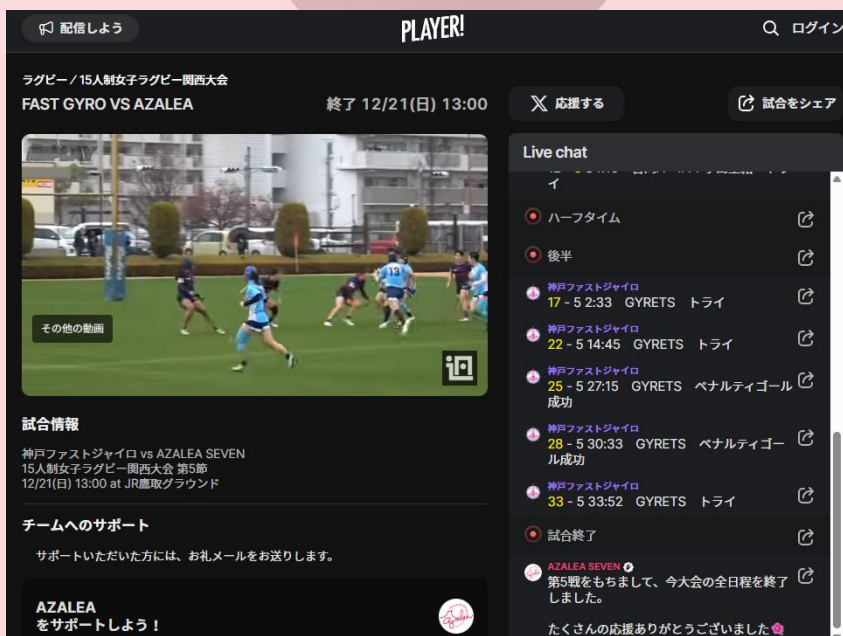 配信しよう
PLAYER!
ログイン
ラグビー / 15人制女子ラグビー関西大会
FAST GYRO VS AZALEA
終了 12/21(日) 13:00
応援する
試合をシェア
その他の動画
13
試合情報
神戸ファストジャイロ vs AZALEA SEVEN
15人制女子ラグビー関西大会 第5節
12/21(日) 13:00 at JR鷹取グラウンド
チームへのサポート
サポートいただいた方には、お礼メールをお送りします。
AZALEA
をサポートしよう！
Live chat
イ
ハーフタイム
後半
神戸ファストジャイロ
17 - 5 2:33 GYRETS トライ
神戸ファストジャイロ
22 - 5 14:45 GYRETS トライ
神戸ファストジャイロ
25 - 5 27:15 GYRETS ペナルティゴール
成功
神戸ファストジャイロ
28 - 5 30:33 GYRETS ペナルティゴー
ル成功
神戸ファストジャイロ
33 - 5 33:52 GYRETS トライ
試合終了
AZALEA SEVEN
第5戦をもちまして、今大会の全日程を終了
しました。
たくさんの応援ありがとうございました🌸